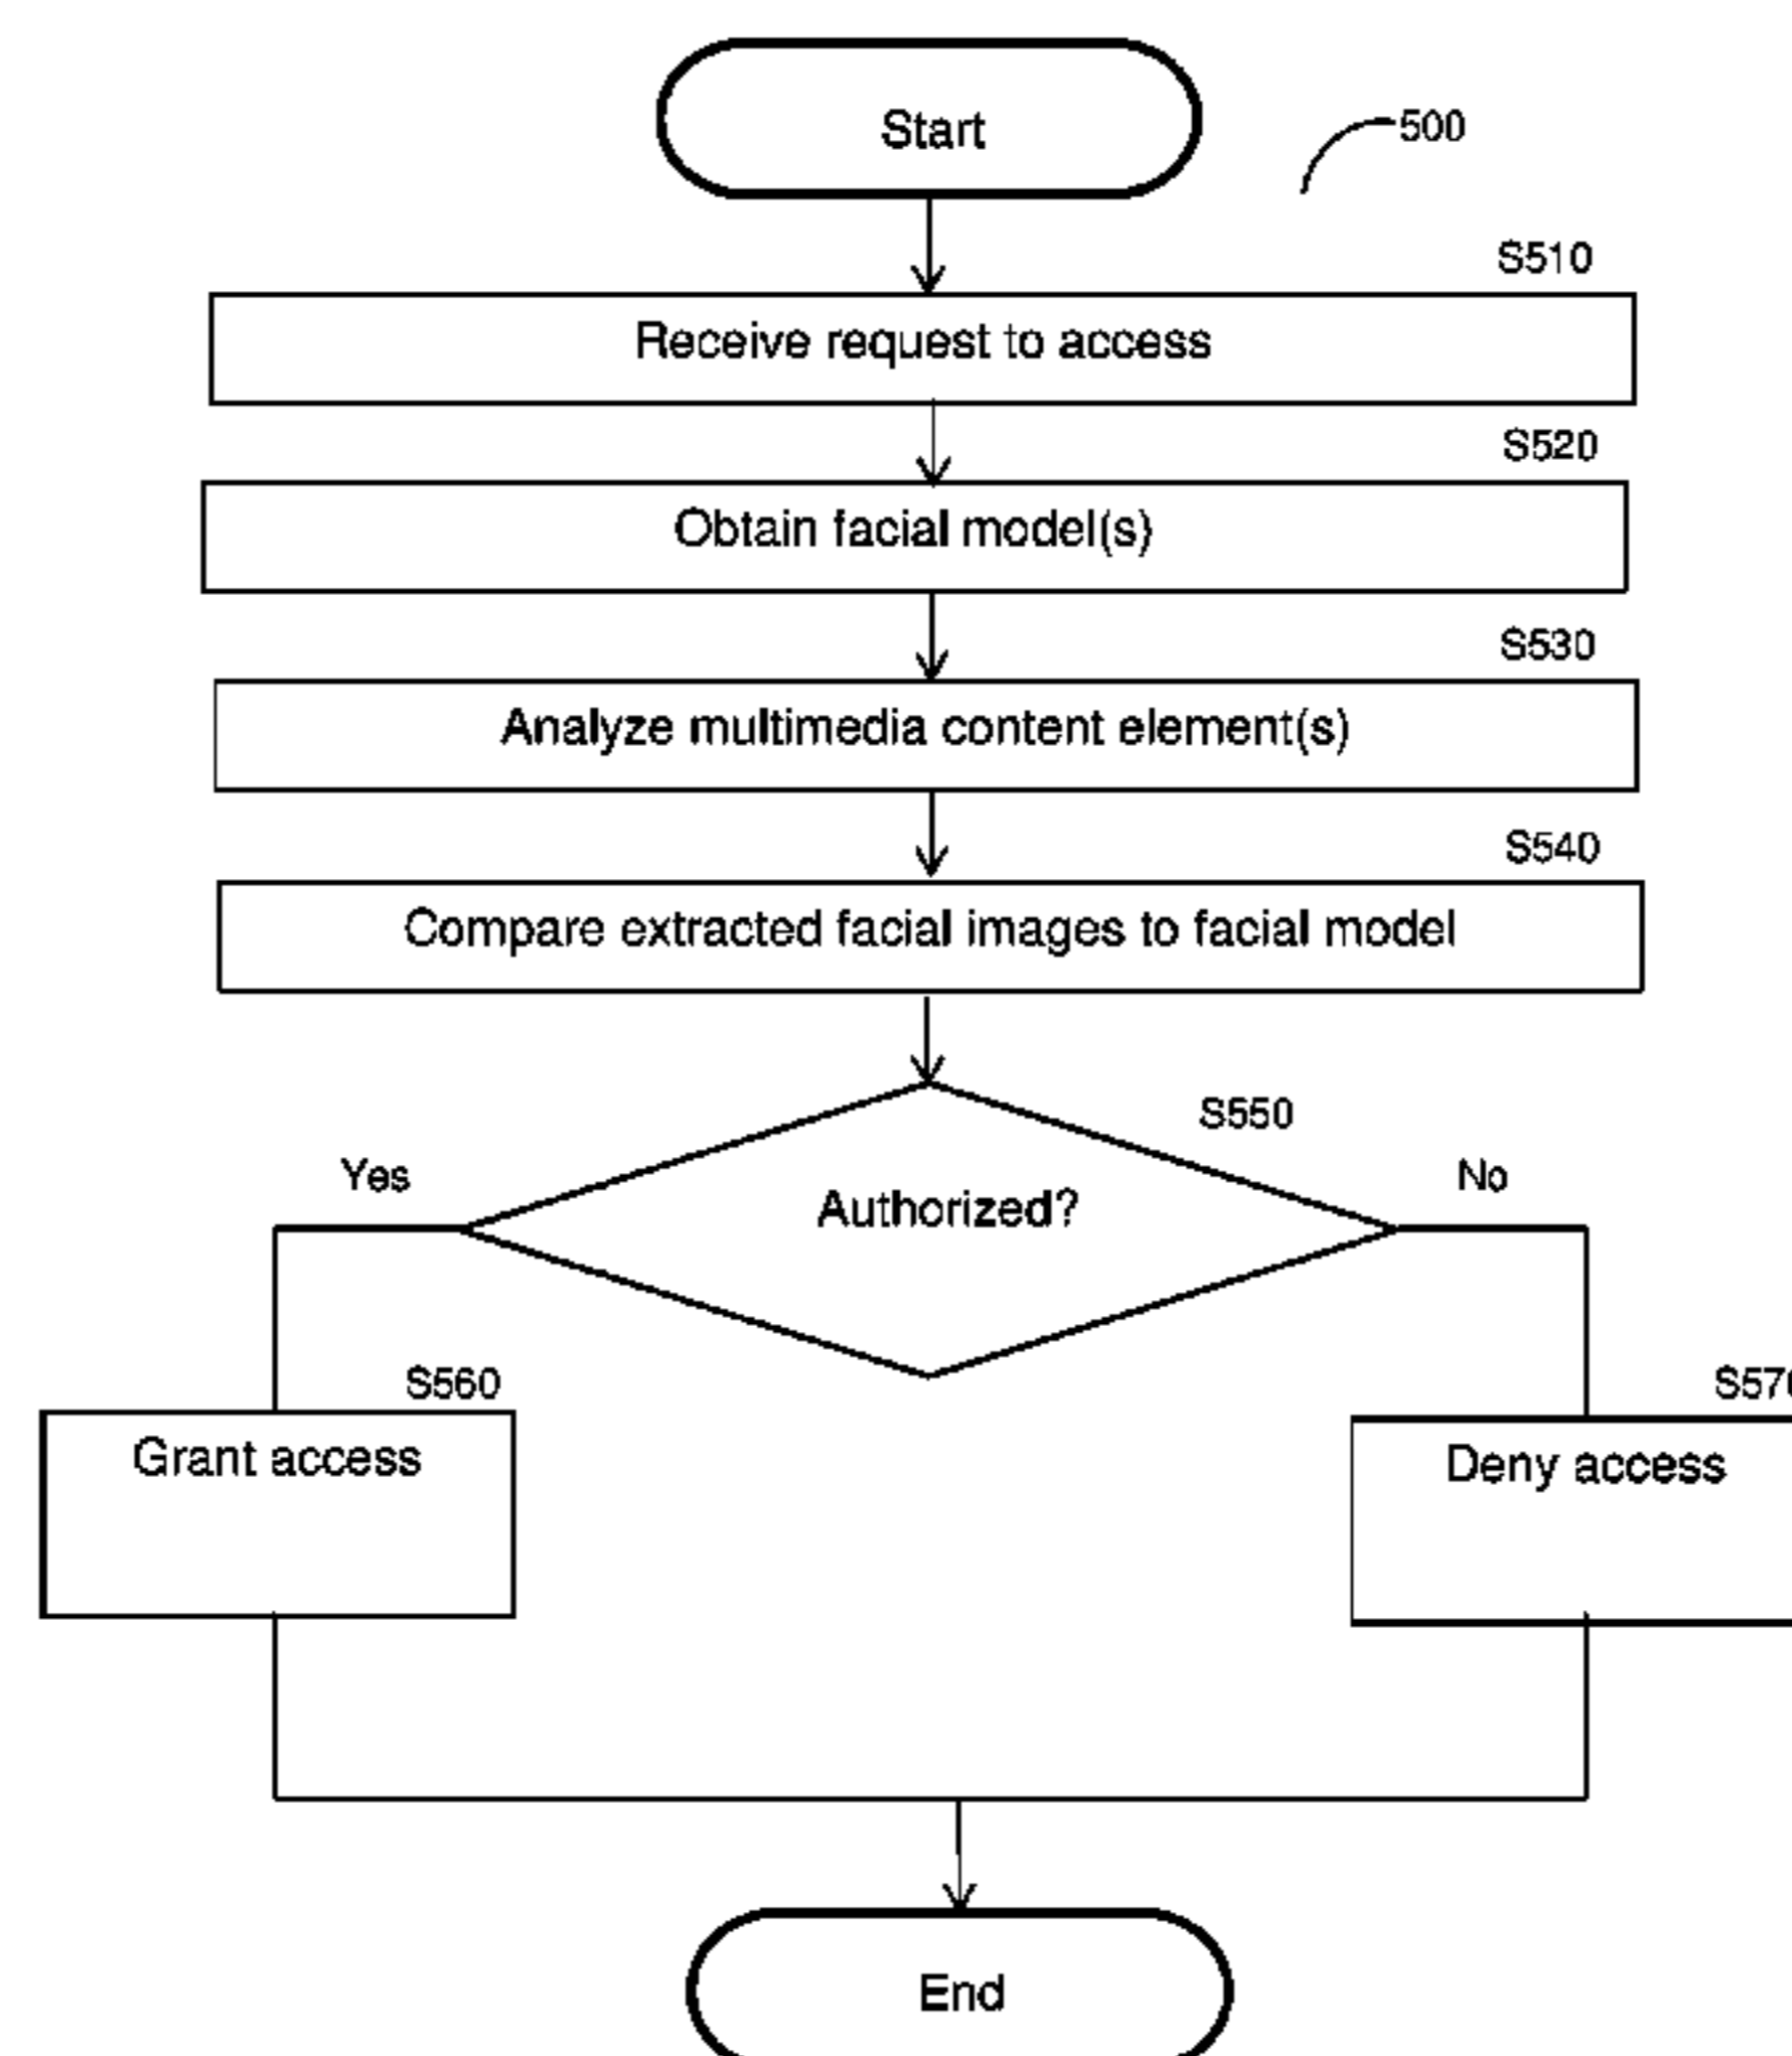 Start
500
S510
Receive request to access
S520
Obtain facial model(s)
S530
Analyze multimedia content element(s)
S540
Compare extracted facial images to facial model
S550
Yes
Authorized?
No
S560
Grant access
S570
Deny access
End